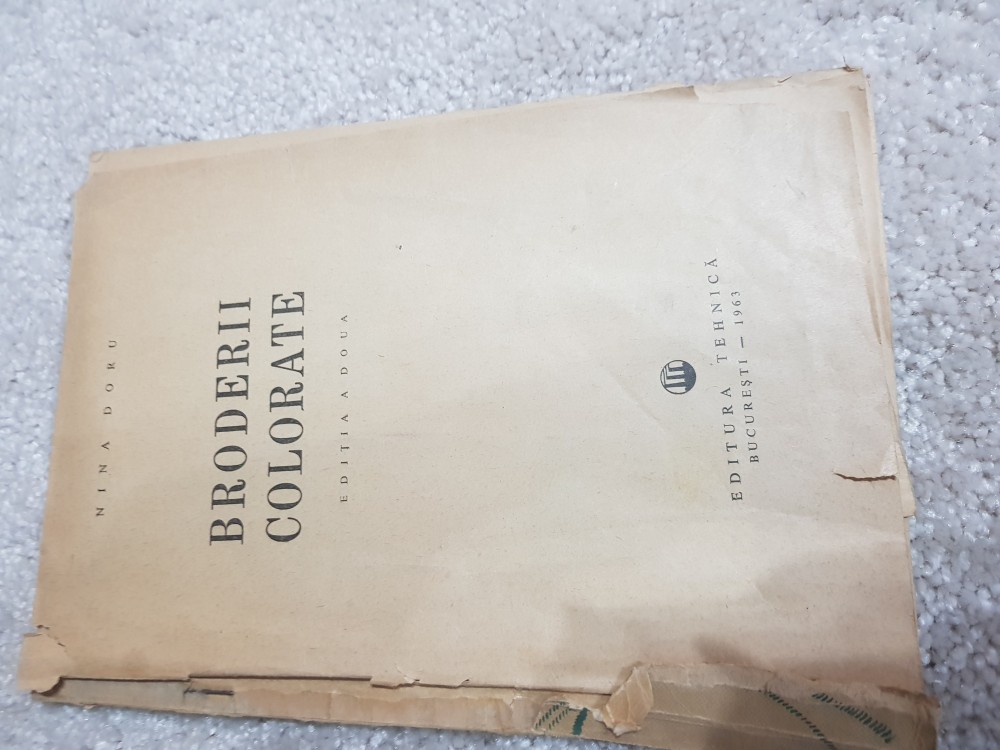 NINA DORU
BRODERII
COLORATE
EDIȚIA A DOUA
EDITURA TEHNICĂ
BUCUREȘTI — 1963